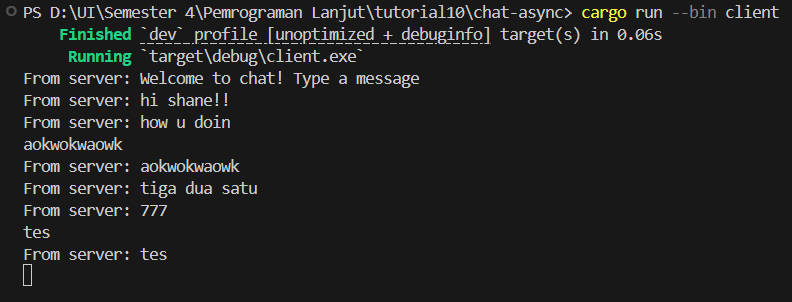 PS D:\UI\Semester 4\Pemrograman Lanjut\tutorial10\chat-async> cargo run --bin client
Finished `dev` profile [unoptimized + debuginfo] target(s) in 0.06s
Running `target\debug\client.exe`
From server: Welcome to chat! Type a message
From server: hi shane!!
From server: how u doin
aokwokwaowk
From server: aokwokwaowk
From server: tiga dua satu
From server: 777
tes
From server: tes